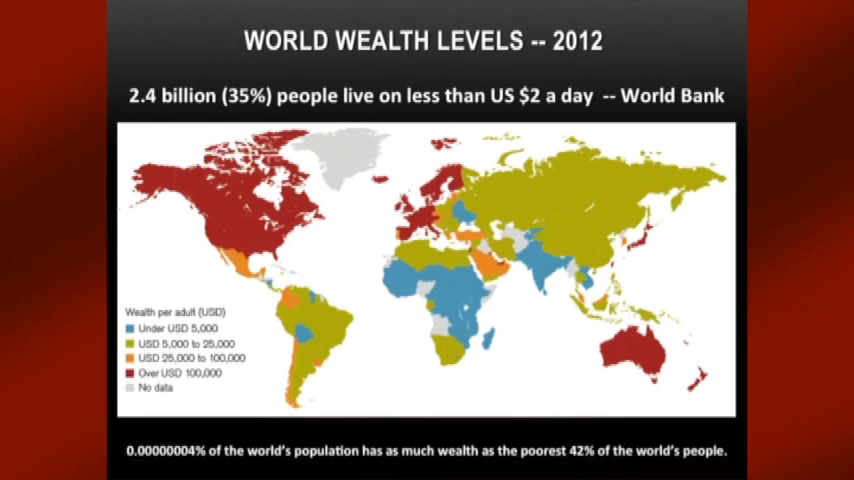 WORLD WEALTH LEVELS -- 2012
2.4 billion (35%) people live on less than US $2 a day -- World Bank
Wealth per adult (USD)
Under USD 5,000
USD 5,000 to 25,000
USD 25,000 to 100,000
Over USD 100,000
No data
0.00000004% of the world's population has as much wealth as the poorest 42% of the world's people.